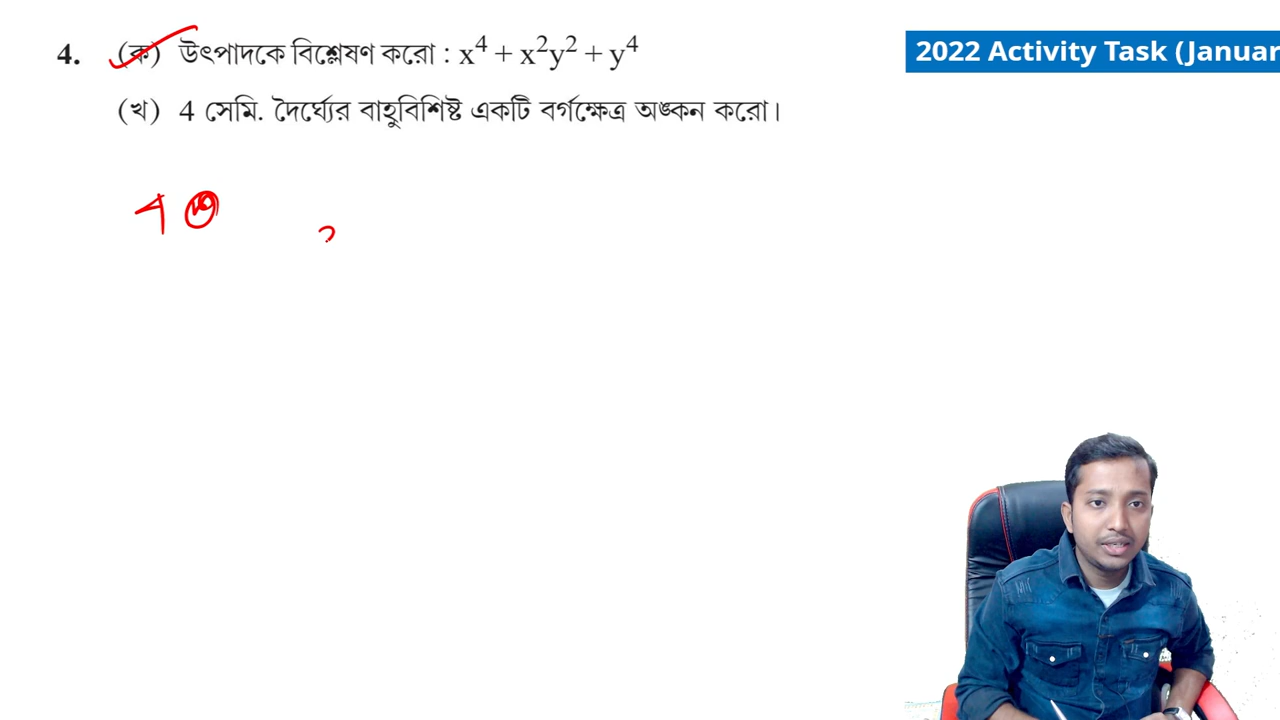 4. (ক) উৎপাদকে বিশ্লেষণ করো : x⁴ + x²y² + y⁴
2022 Activity Task (Januar
(খ) 4 সেমি. দৈর্ঘ্যের বাহুবিশিষ্ট একটি বর্গক্ষেত্র অঙ্কন করো।
4